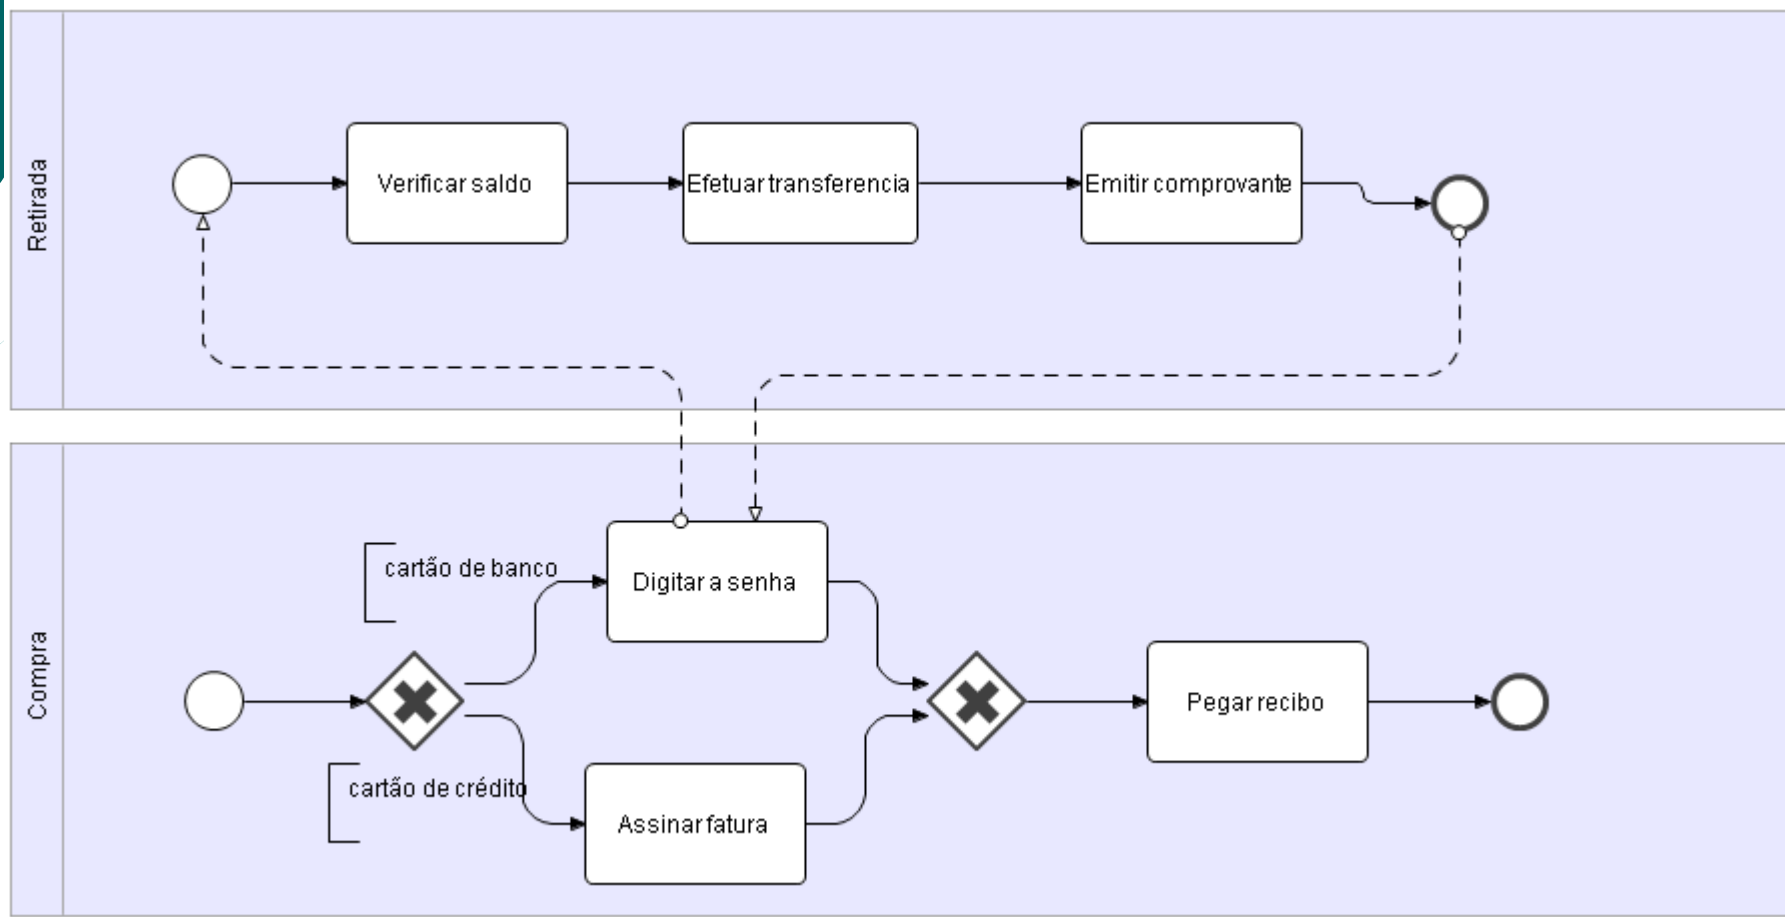 Retirada
Verificar saldo
Efetuar transferencia
Emitir comprovante
Compra
cartão de banco
Digitar a senha
cartão de crédito
Assinar fatura
Pegar recibo